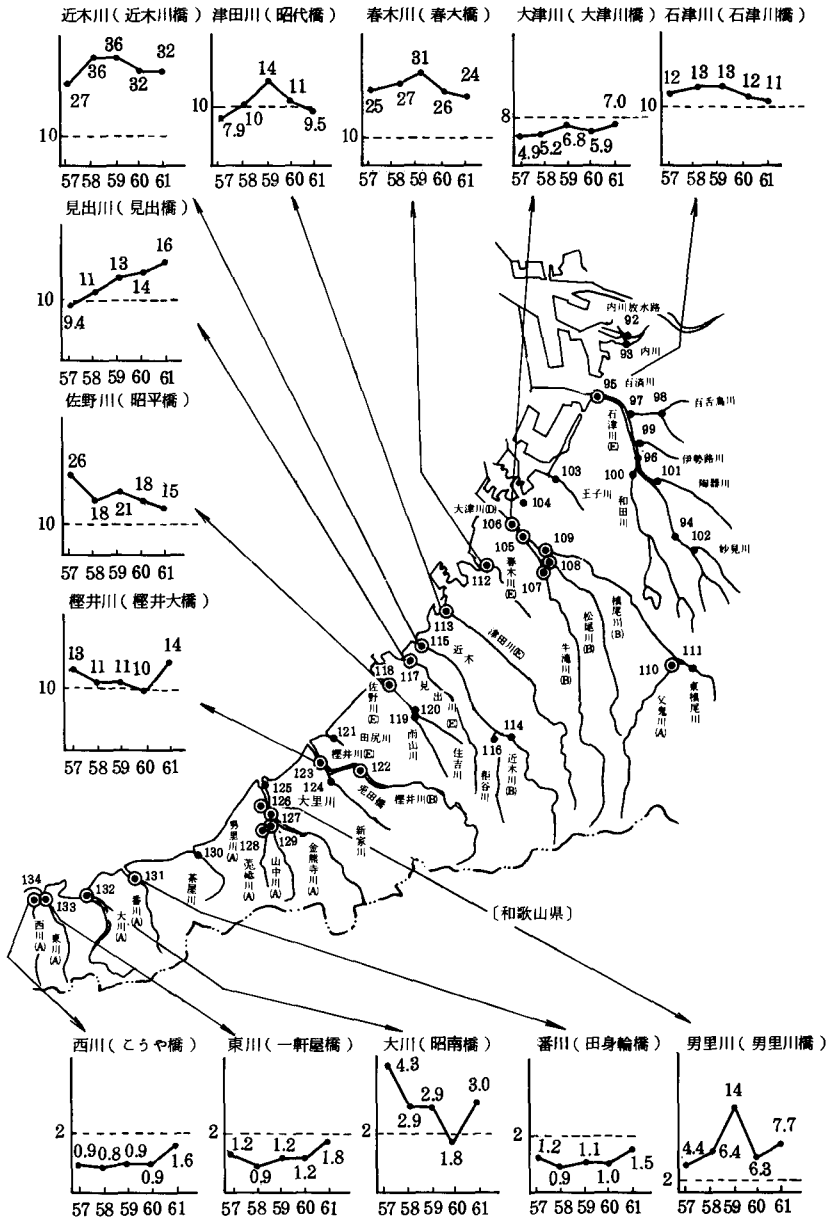 近木川(近木川橋)
36
36
32
32
27
10
57 58 59 60 61
津田川(昭代橋)
14
11
10
10
7.9
9.5
57 58 59 60 61
春木川(春木橋)
31
24
25
27
26
10
57 58 59 60 61
大津川(大津川橋)
8
7.0
4.9
5.2
6.8
5.9
57 58 59 60 61
石津川(石津川橋)
12 13 13 12 11
10
57 58 59 60 61
見出川(見出橋)
16
13
11
14
10
9.4
57 58 59 60 61
佐野川(昭平橋)
26
18
18
21
15
10
57 58 59 60 61
樫井川(樫井大橋)
13
11
11
10
14
10
57 58 59 60 61
内川放水路
92
93
内川
95
百済川
97
98
百舌鳥川
石津川(E)
99
96
伊勢路川
100
101
陶器川
和田川
94
102
妙見川
103
王子川
104
大津川(D)
106
105
109
108
107
春木川(E)
112
槇尾川(B)
松尾川(B)
牛滝川(B)
113
津田川(E)
115
近木
110
111
父鬼川(A)
東槇尾川
117
118
見出川(E)
佐野川(E)
120
119
雨山川
住吉川
116
114
稲谷川
近木川(B)
121
田尻川
樫井川(E)
123
122
124
兎田橋
樫井川(B)
大里川
新家川
125
126
127
128
129
男里川(A)
菟砥川(A)
山中川(A)
金熊寺川(A)
130
茶屋川
131
番川(A)
132
大川(A)
134
133
西川(A)
東川(A)
〔和歌山県〕
西川(こうや橋)
2
0.9
0.8
0.9
0.9
1.6
57 58 59 60 61
東川(一軒屋橋)
2
1.2
0.9
1.2
1.2
1.8
57 58 59 60 61
大川(昭南橋)
4.3
2.9
2.9
3.0
2
1.8
57 58 59 60 61
番川(田身輪橋)
2
1.2
0.9
1.1
1.0
1.5
57 58 59 60 61
男里川(男里川橋)
14
7.7
4.4
6.4
6.3
2
57 58 59 60 61